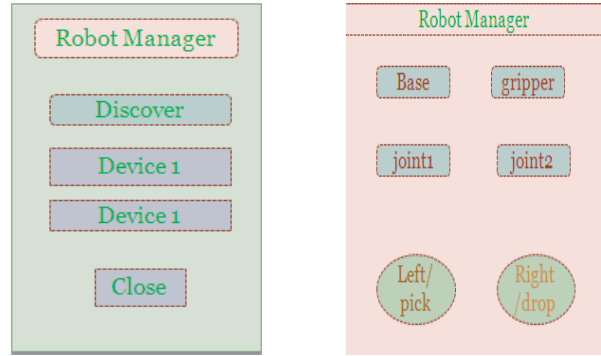 Robot Manager
Discover
Device 1
Device 1
Close
Robot Manager
Base
gripper
joint1
joint2
Left/
pick
Right
/drop